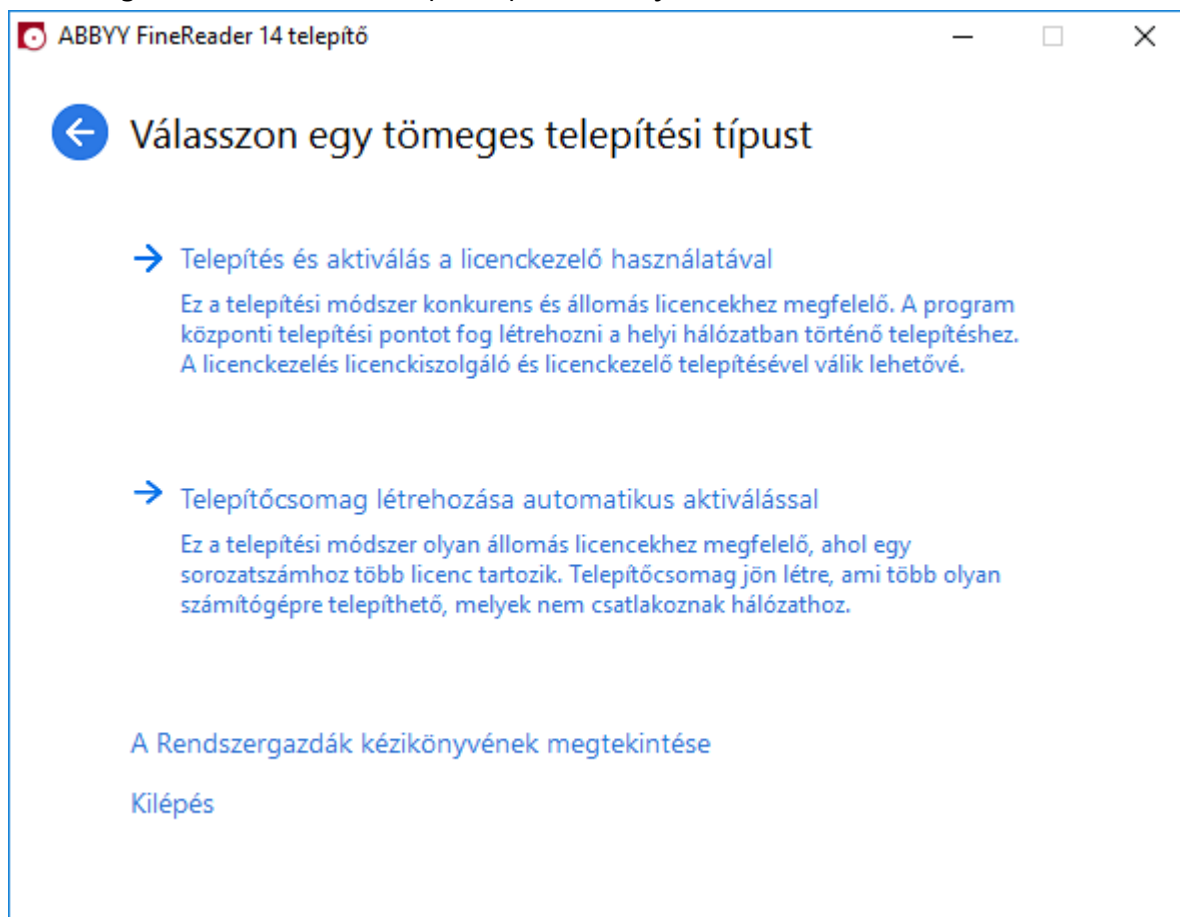 ABBYY FineReader 14 telepítő
Válasszon egy tömeges telepítési típust
Telepítés és aktiválás a licenckezelő használatával
Ez a telepítési módszer konkurens és állomás licencekhez megfelelő. A program
központi telepítési pontot fog létrehozni a helyi hálózatban történő telepítéshez.
A licenckezelés licenckiszolgáló és licenckezelő telepítésével válik lehetővé.
Telepítőcsomag létrehozása automatikus aktiválással
Ez a telepítési módszer olyan állomás licencekhez megfelelő, ahol egy
sorozatszámhoz több licenc tartozik. Telepítőcsomag jön létre, ami több olyan
számítógépre telepíthető, melyek nem csatlakoznak hálózathoz.
A Rendszergazdák kézikönyvének megtekintése
Kilépés